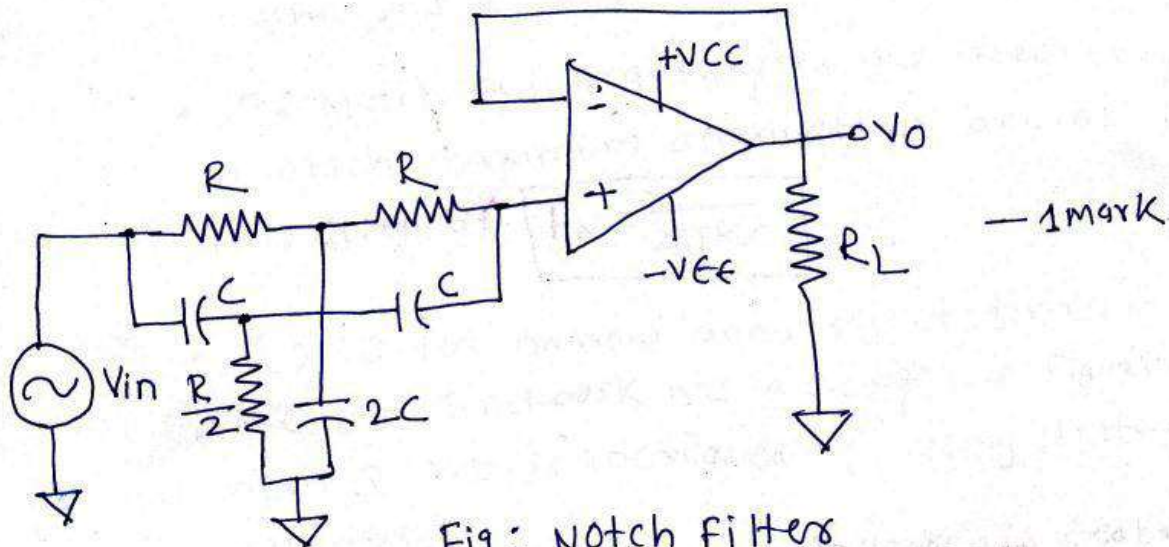 +VCC
-
VO
R
R
+
— 1 mark
-VEE
RL
C
C
Vin
R/2
2C
Fig: Notch Filter